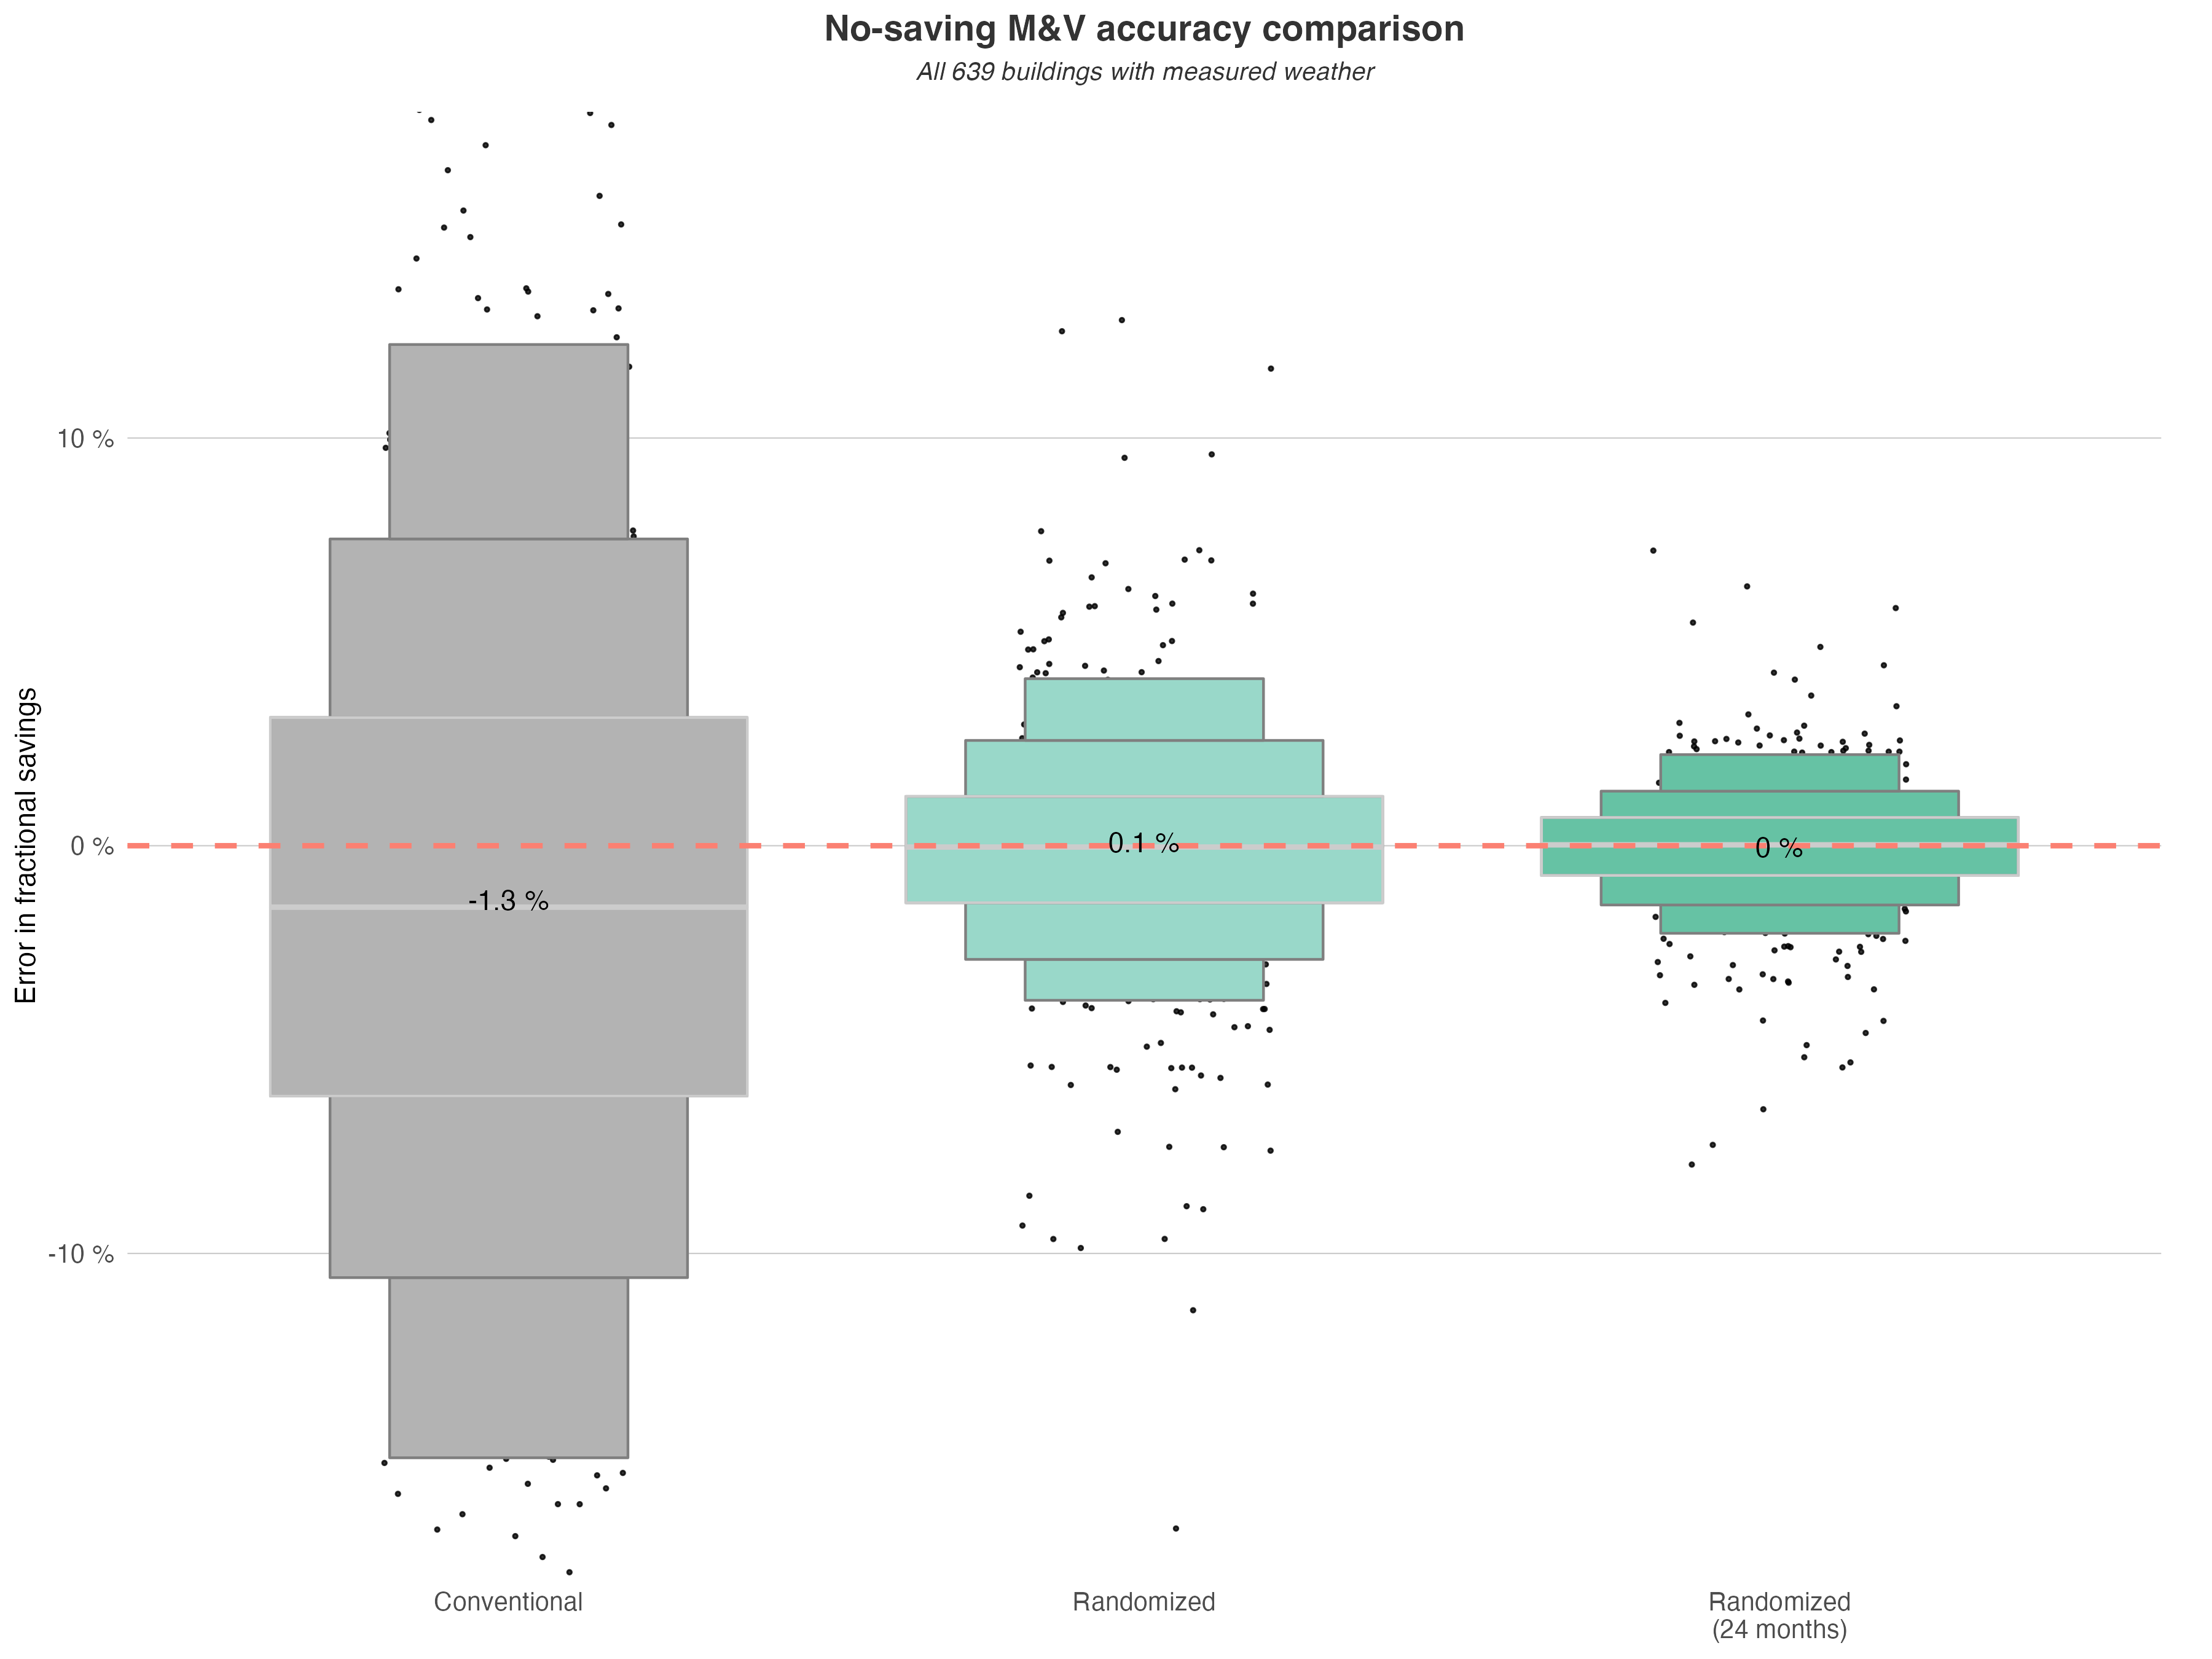 No-saving M&V accuracy comparison
All 639 buildings with measured weather
Error in fractional savings
10 %
0 %
-10 %
-1.3 %
0.1 %
0 %
Conventional
Randomized
Randomized
(24 months)